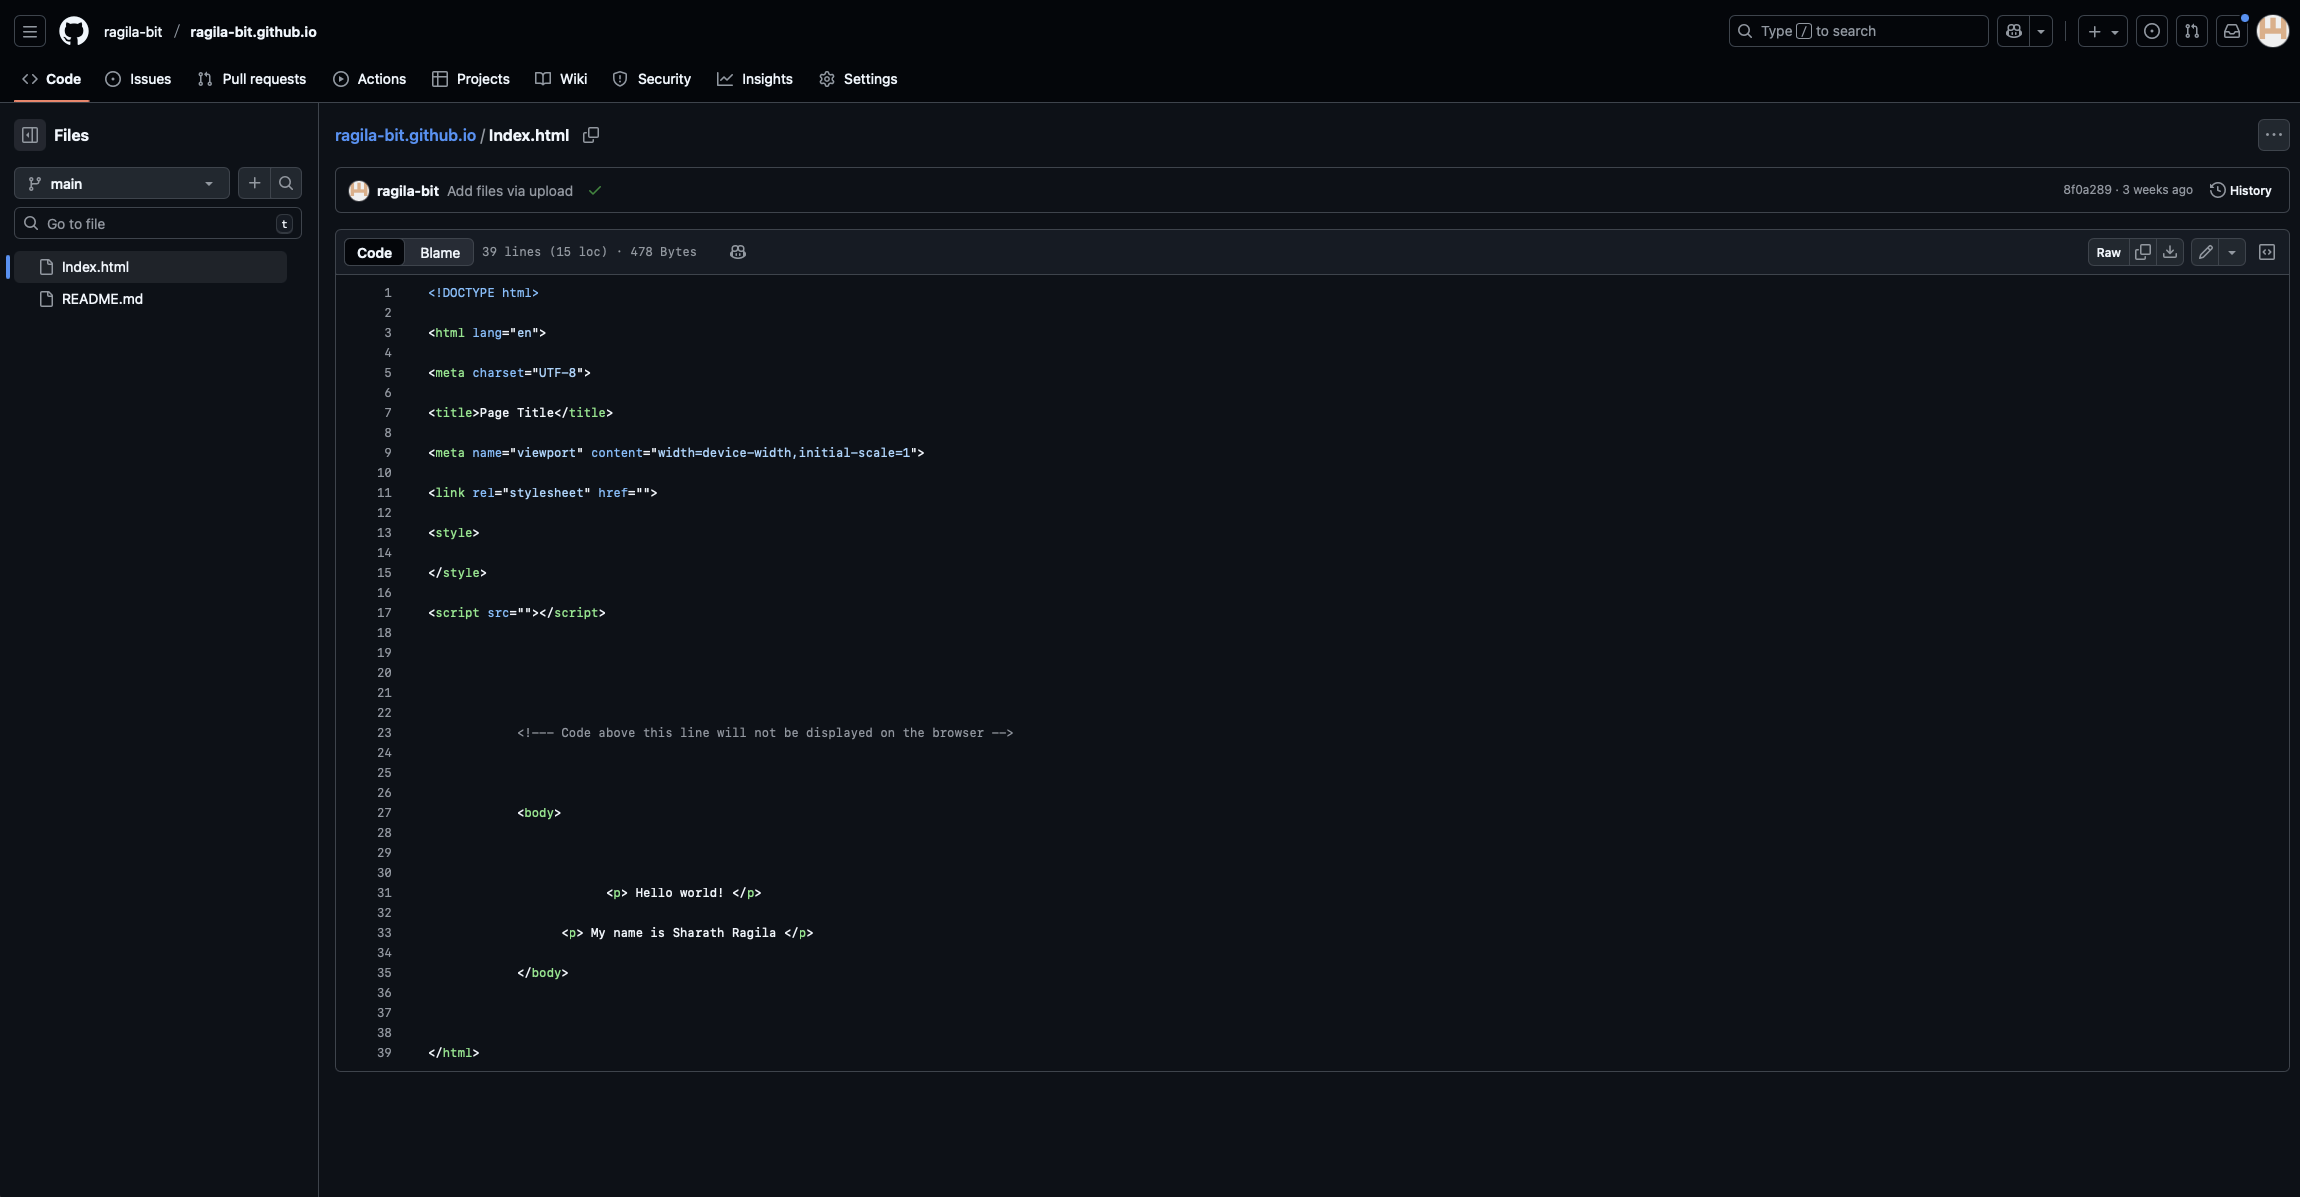 ragila-bit / ragila-bit.github.io
Type / to search
Code Issues Pull requests Actions Projects Wiki Security Insights Settings
Files
main
Go to file
t
Index.html
README.md
ragila-bit.github.io / Index.html
ragila-bit Add files via upload
8f0a289 · 3 weeks ago History
Code Blame 39 lines (15 loc) · 478 Bytes
Raw
1 <!DOCTYPE html>
2
3 <html lang="en">
4
5 <meta charset="UTF-8">
6
7 <title>Page Title</title>
8
9 <meta name="viewport" content="width=device-width,initial-scale=1">
10
11 <link rel="stylesheet" href="">
12
13 <style>
14
15 </style>
16
17 <script src=""></script>
18
19
20
21
22
23 <!--- Code above this line will not be displayed on the browser -->
24
25
26
27 <body>
28
29
30
31 <p> Hello world! </p>
32
33 <p> My name is Sharath Ragila </p>
34
35 </body>
36
37
38
39 </html>